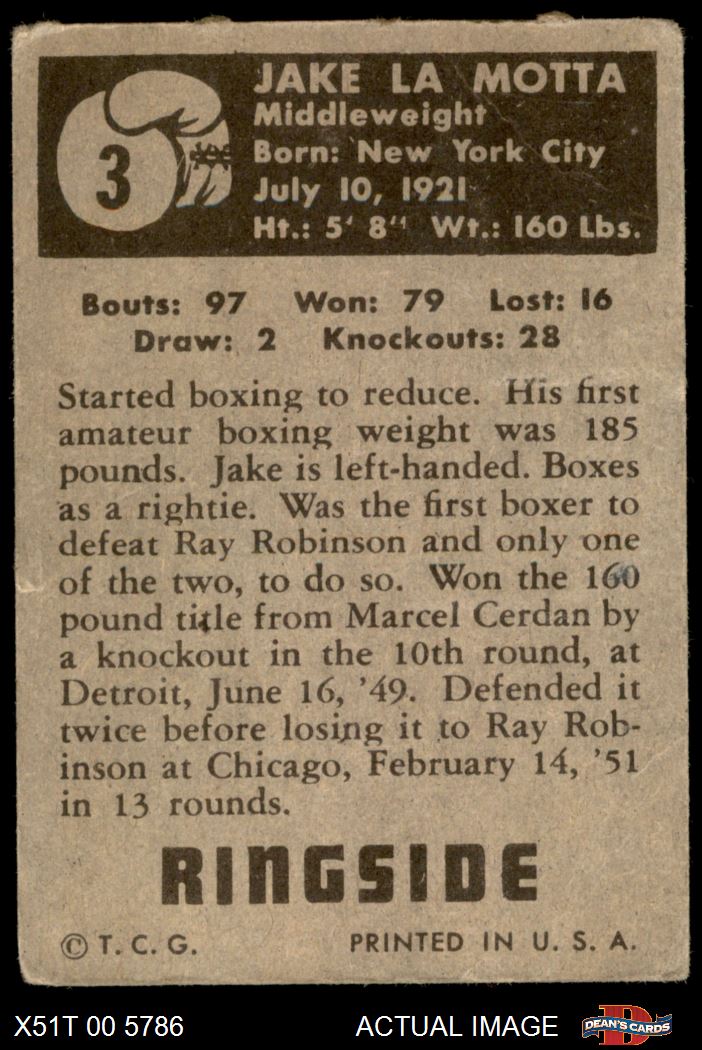 3
JAKE LA MOTTA
Middleweight
Born: New York City
July 10, 1921
Ht.: 5' 8" Wt.: 160 Lbs.
Bouts: 97 Won: 79 Lost: 16
Draw: 2 Knockouts: 28
Started boxing to reduce. His first
amateur boxing weight was 185
pounds. Jake is left-handed. Boxes
as a rightie. Was the first boxer to
defeat Ray Robinson and only one
of the two, to do so. Won the 160
pound title from Marcel Cerdan by
a knockout in the 10th round, at
Detroit, June 16, '49. Defended it
twice before losing it to Ray Rob-
inson at Chicago, February 14, '51
in 13 rounds.
RINGSIDE
© T. C. G. PRINTED IN U. S. A.
X51T 00 5786 ACTUAL IMAGE D DEAN'S CARDS